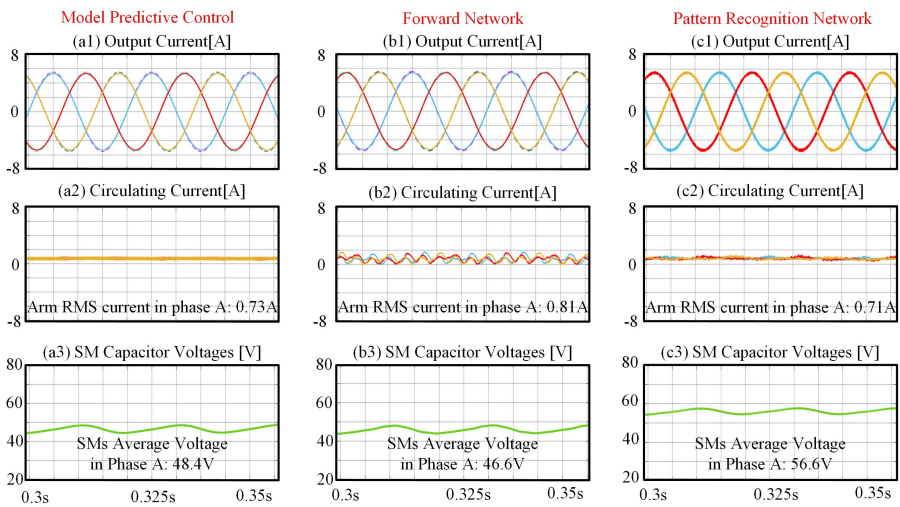 Model Predictive Control
Forward Network
Pattern Recognition Network
(a1) Output Current[A]
(b1) Output Current[A]
(c1) Output Current[A]
8
0
-8
8
0
-8
8
0
-8
(a2) Circulating Current[A]
(b2) Circulating Current[A]
(c2) Circulating Current[A]
8
0
-8
Arm RMS current in phase A: 0.73A
8
0
-8
Arm RMS current in phase A: 0.81A
8
0
-8
Arm RMS current in phase A: 0.71A
(a3) SM Capacitor Voltages [V]
(b3) SM Capacitor Voltages [V]
(c3) SM Capacitor Voltages [V]
80
60
40
20
SMs Average Voltage
in Phase A: 48.4V
0.3s
0.325s
0.35s
80
60
40
20
SMs Average Voltage
in Phase A: 46.6V
0.3s
0.325s
0.35s
80
60
40
20
SMs Average Voltage
in Phase A: 56.6V
0.3s
0.325s
0.35s